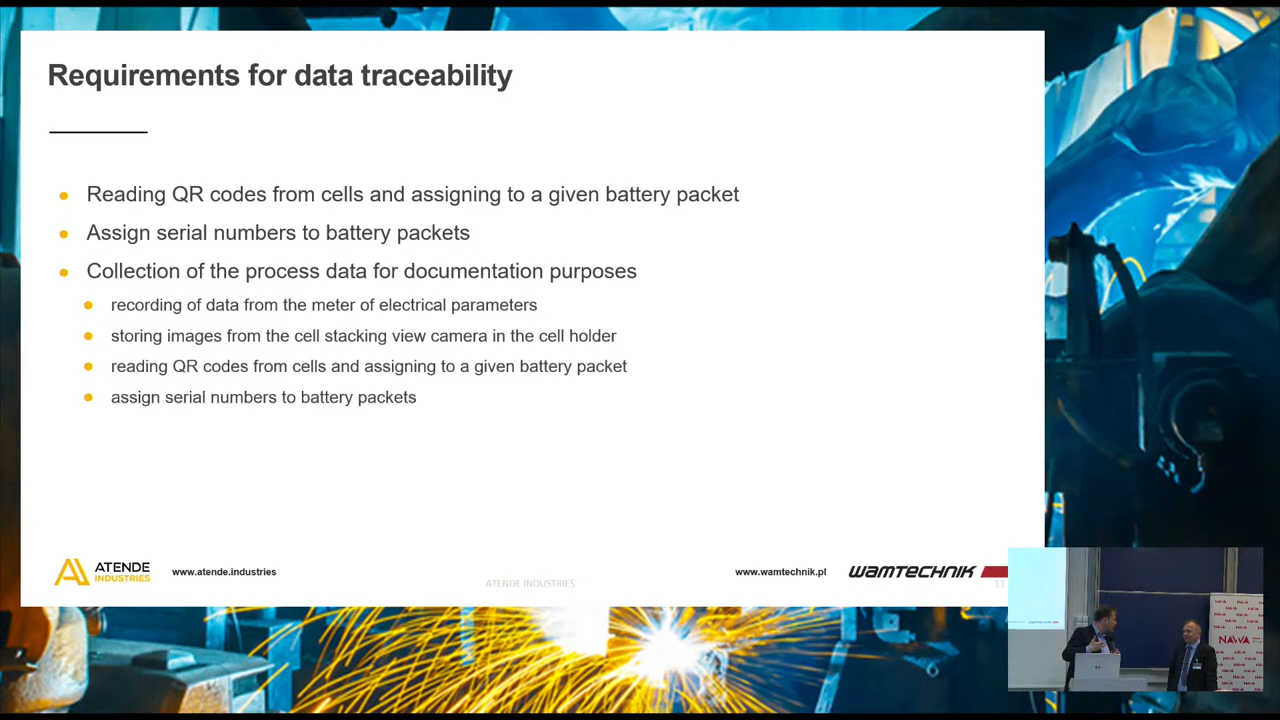 Requirements for data traceability
Reading QR codes from cells and assigning to a given battery packet
Assign serial numbers to battery packets
Collection of the process data for documentation purposes
recording of data from the meter of electrical parameters
storing images from the cell stacking view camera in the cell holder
reading QR codes from cells and assigning to a given battery packet
assign serial numbers to battery packets
ATENDE
INDUSTRIES
www.atende.industries
ATENDE INDUSTRIES
www.wamtechnik.pl
WAMTECHNIK
11
NAWA